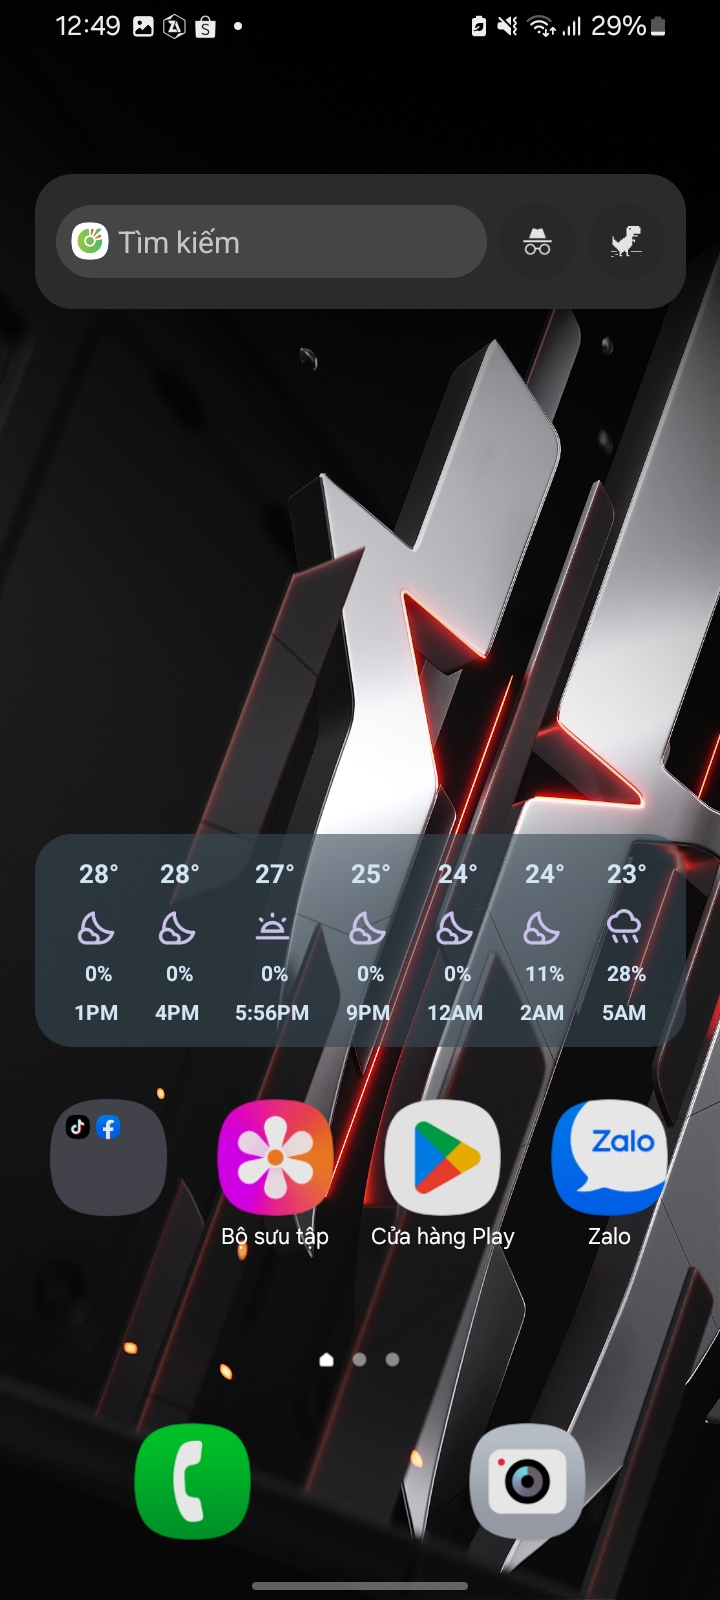 12:49 29%
Tìm kiếm
28° 28° 27° 25° 24° 24° 23°
0% 0% 0% 0% 0% 11% 28%
1PM 4PM 5:56PM 9PM 12AM 2AM 5AM
Zalo
Bộ sưu tập Cửa hàng Play Zalo